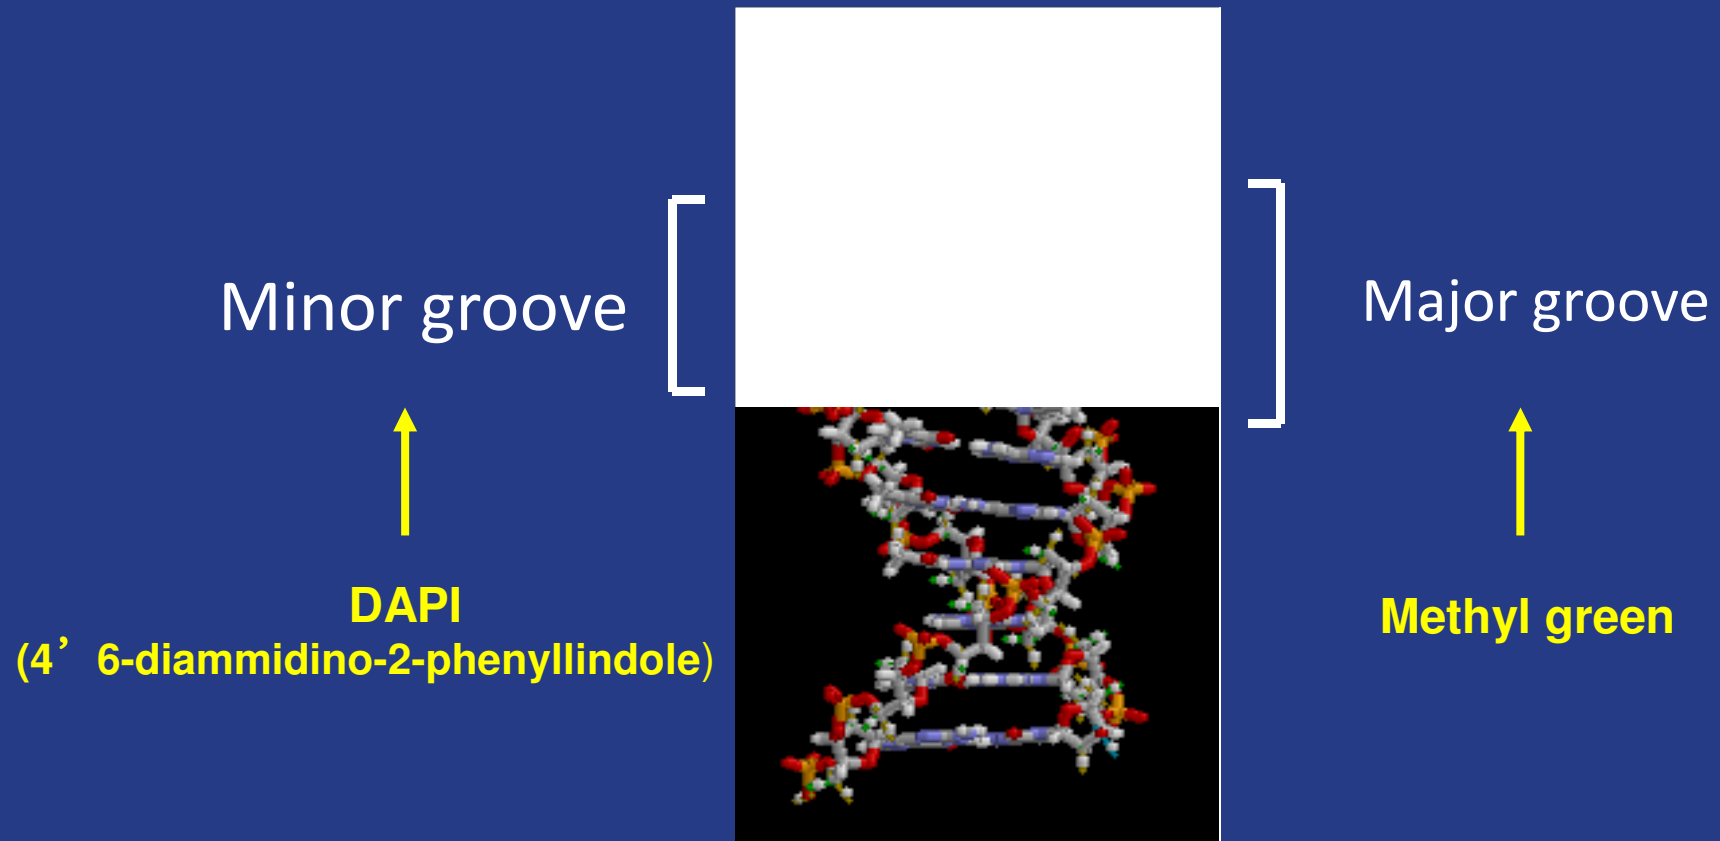 Minor groove
Major groove
DAPI
(4’ 6-diammidino-2-phenyllindole)
Methyl green